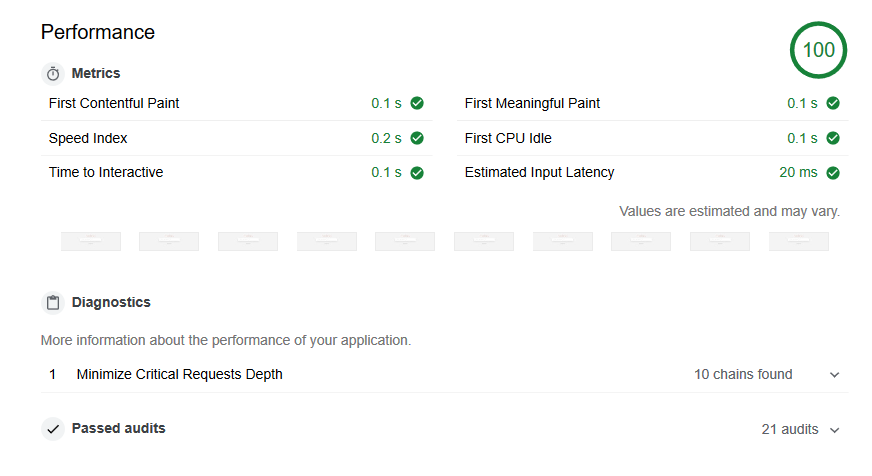 Performance
100
Metrics
First Contentful Paint 0.1 s
First Meaningful Paint 0.1 s
Speed Index 0.2 s
First CPU Idle 0.1 s
Time to Interactive 0.1 s
Estimated Input Latency 20 ms
Values are estimated and may vary.
Diagnostics
More information about the performance of your application.
1 Minimize Critical Requests Depth 10 chains found
Passed audits 21 audits